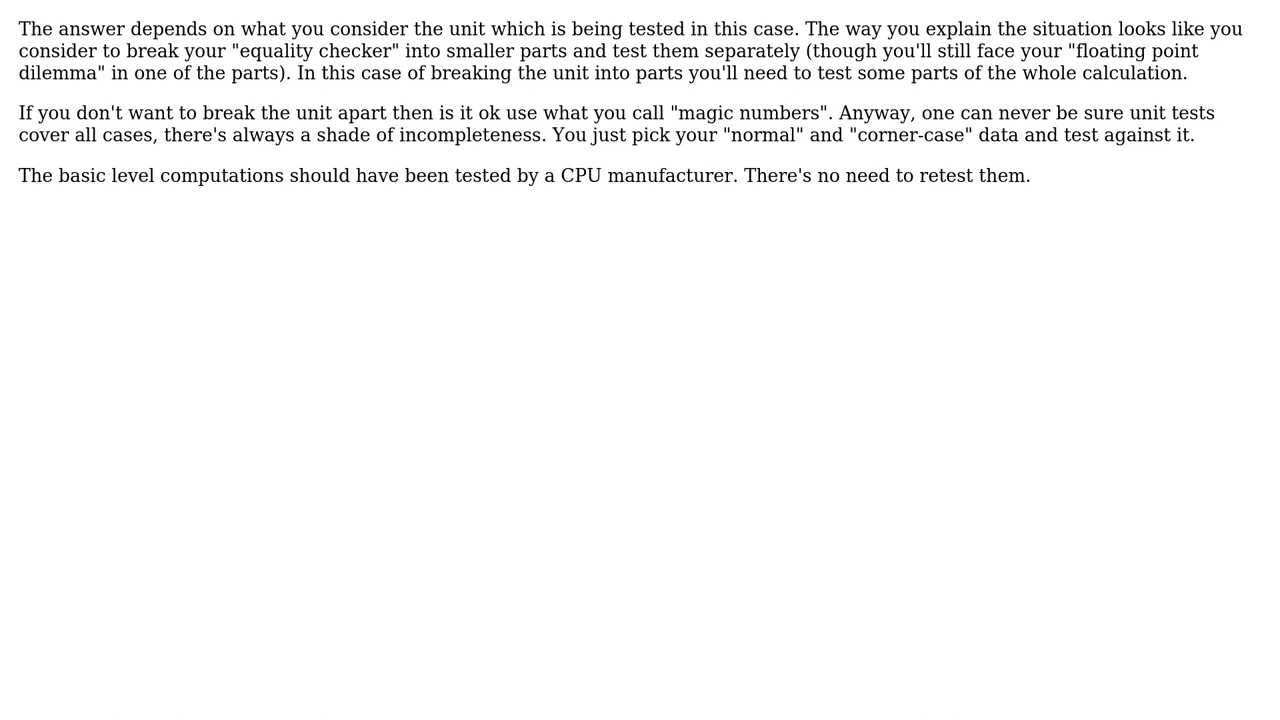 The answer depends on what you consider the unit which is being tested in this case. The way you explain the situation looks like you
consider to break your "equality checker" into smaller parts and test them separately (though you'll still face your "floating point
dilemma" in one of the parts). In this case of breaking the unit into parts you'll need to test some parts of the whole calculation.
If you don't want to break the unit apart then is it ok use what you call "magic numbers". Anyway, one can never be sure unit tests
cover all cases, there's always a shade of incompleteness. You just pick your "normal" and "corner-case" data and test against it.
The basic level computations should have been tested by a CPU manufacturer. There's no need to retest them.